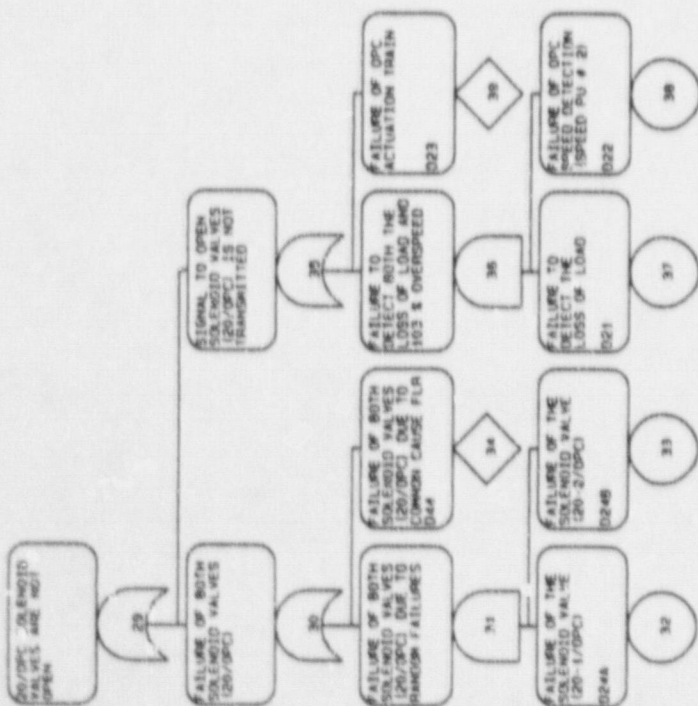 20/OPC SOLENOID
VALVES ARE NOT
OPEN
29
FAILURE OF BOTH
SOLENOID VALVES
(20/OPC)
SIGNAL TO OPEN
SOLENOID VALVES
(20/OPC) IS NOT
TRANSMITTED
30
35
FAILURE OF BOTH
SOLENOID VALVES
(20/OPC) DUE TO
RANDOM FAILURES
FAILURE OF BOTH
SOLENOID VALVES
(20/OPC) DUE TO
COMMON CAUSE FLR
D44
FAILURE TO
DETECT BOTH THE
LOSS OF LOAD AND
103 % OVERSPEED
FAILURE OF OPC
ACTUATION TRAIN
D23
31
34
36
39
FAILURE OF THE
SOLENOID VALVE
(20-1/OPC)
D24A
FAILURE OF THE
SOLENOID VALVE
(20-2/OPC)
D24B
FAILURE TO
DETECT THE
LOSS OF LOAD
D21
FAILURE OF OPC
SPEED DETECTION
(SPEED PU # 2)
D22
32
33
37
38